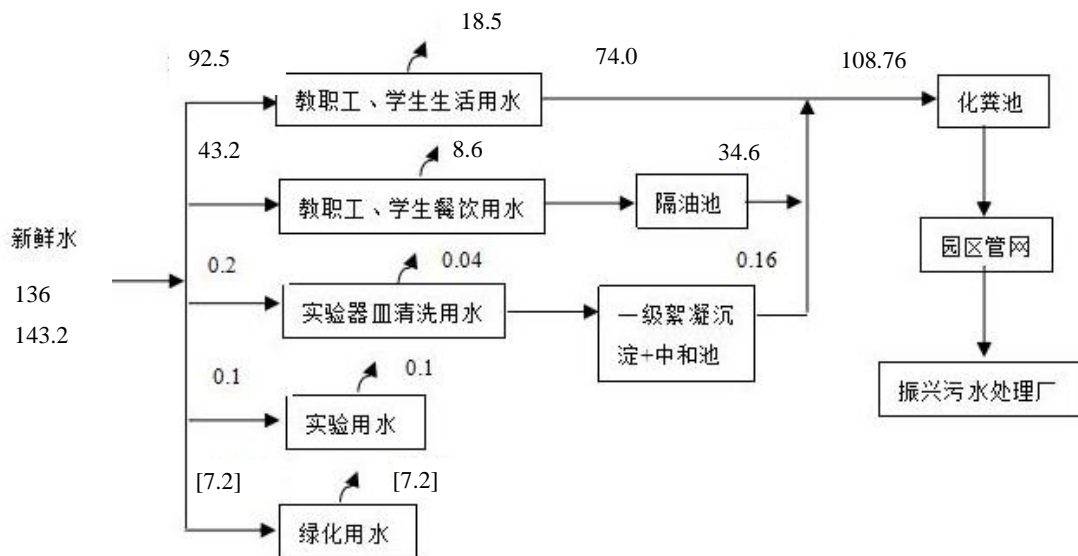 18.5
92.5
74.0
108.76
教职工、学生生活用水
化粪池
43.2
8.6
34.6
教职工、学生餐饮用水
隔油池
新鲜水
园区管网
0.2
0.04
0.16
136
实验器皿清洗用水
一级絮凝沉
淀+中和池
143.2
0.1
0.1
振兴污水处理厂
实验用水
[7.2]
[7.2]
绿化用水